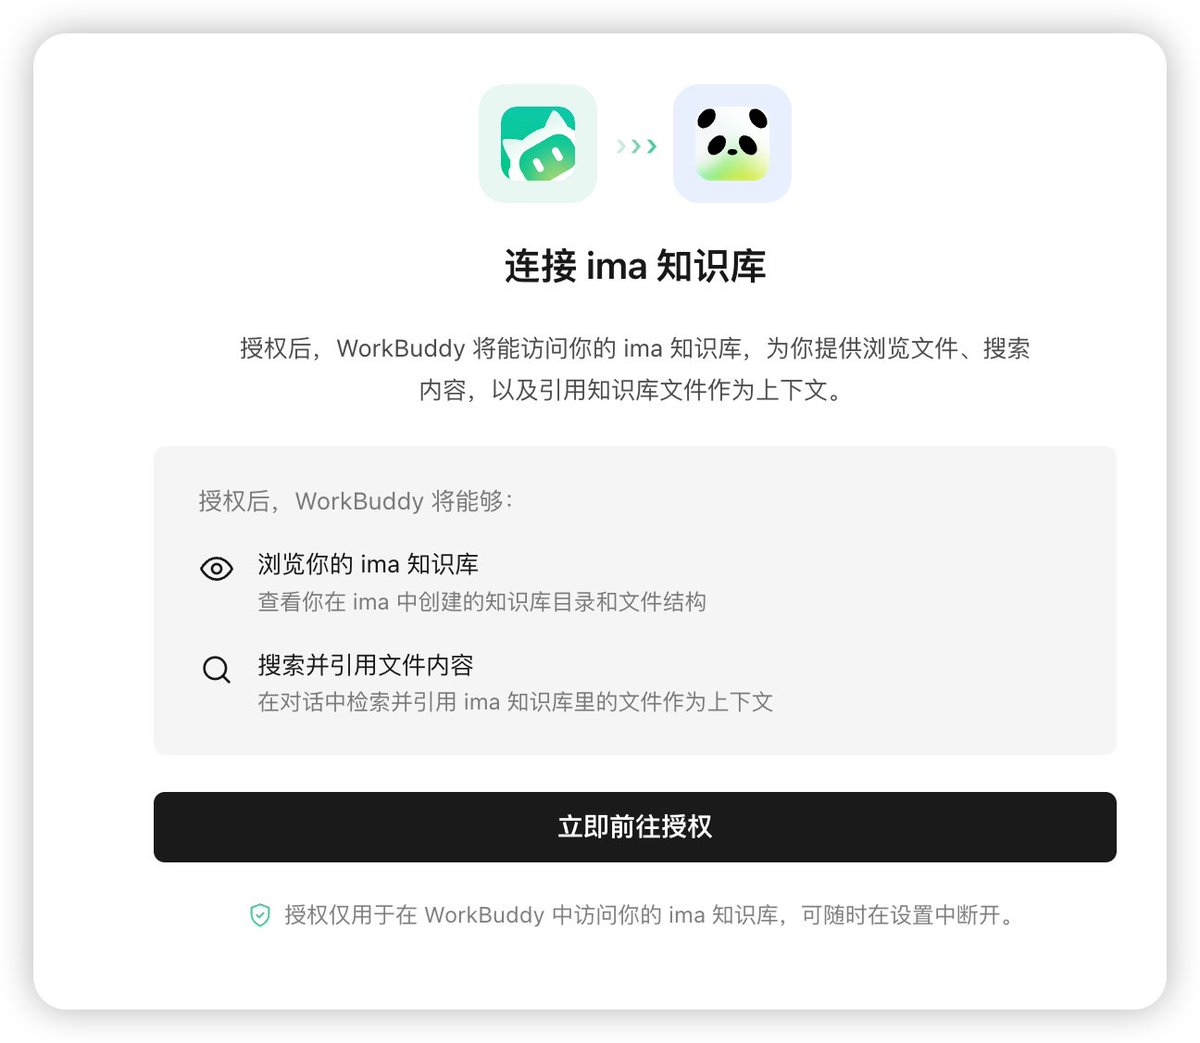 连接 ima 知识库
授权后，WorkBuddy 将能访问你的 ima 知识库，为你提供浏览文件、搜索
内容，以及引用知识库文件作为上下文。
授权后，WorkBuddy 将能够：
浏览你的 ima 知识库
查看你在 ima 中创建的知识库目录和文件结构
搜索并引用文件内容
在对话中检索并引用 ima 知识库里的文件作为上下文
立即前往授权
授权仅用于在 WorkBuddy 中访问你的 ima 知识库，可随时在设置中断开。